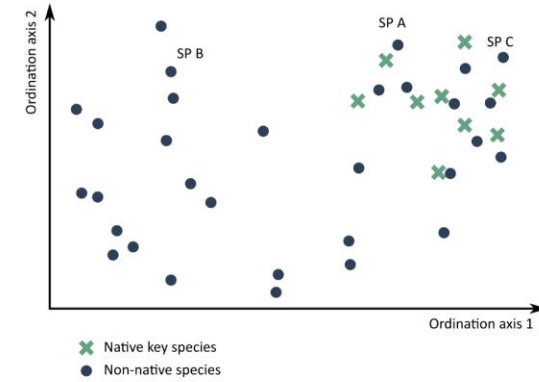 Ordination axis 2
SP A
SP B
SP C
Ordination axis 1
Native key species
Non-native species